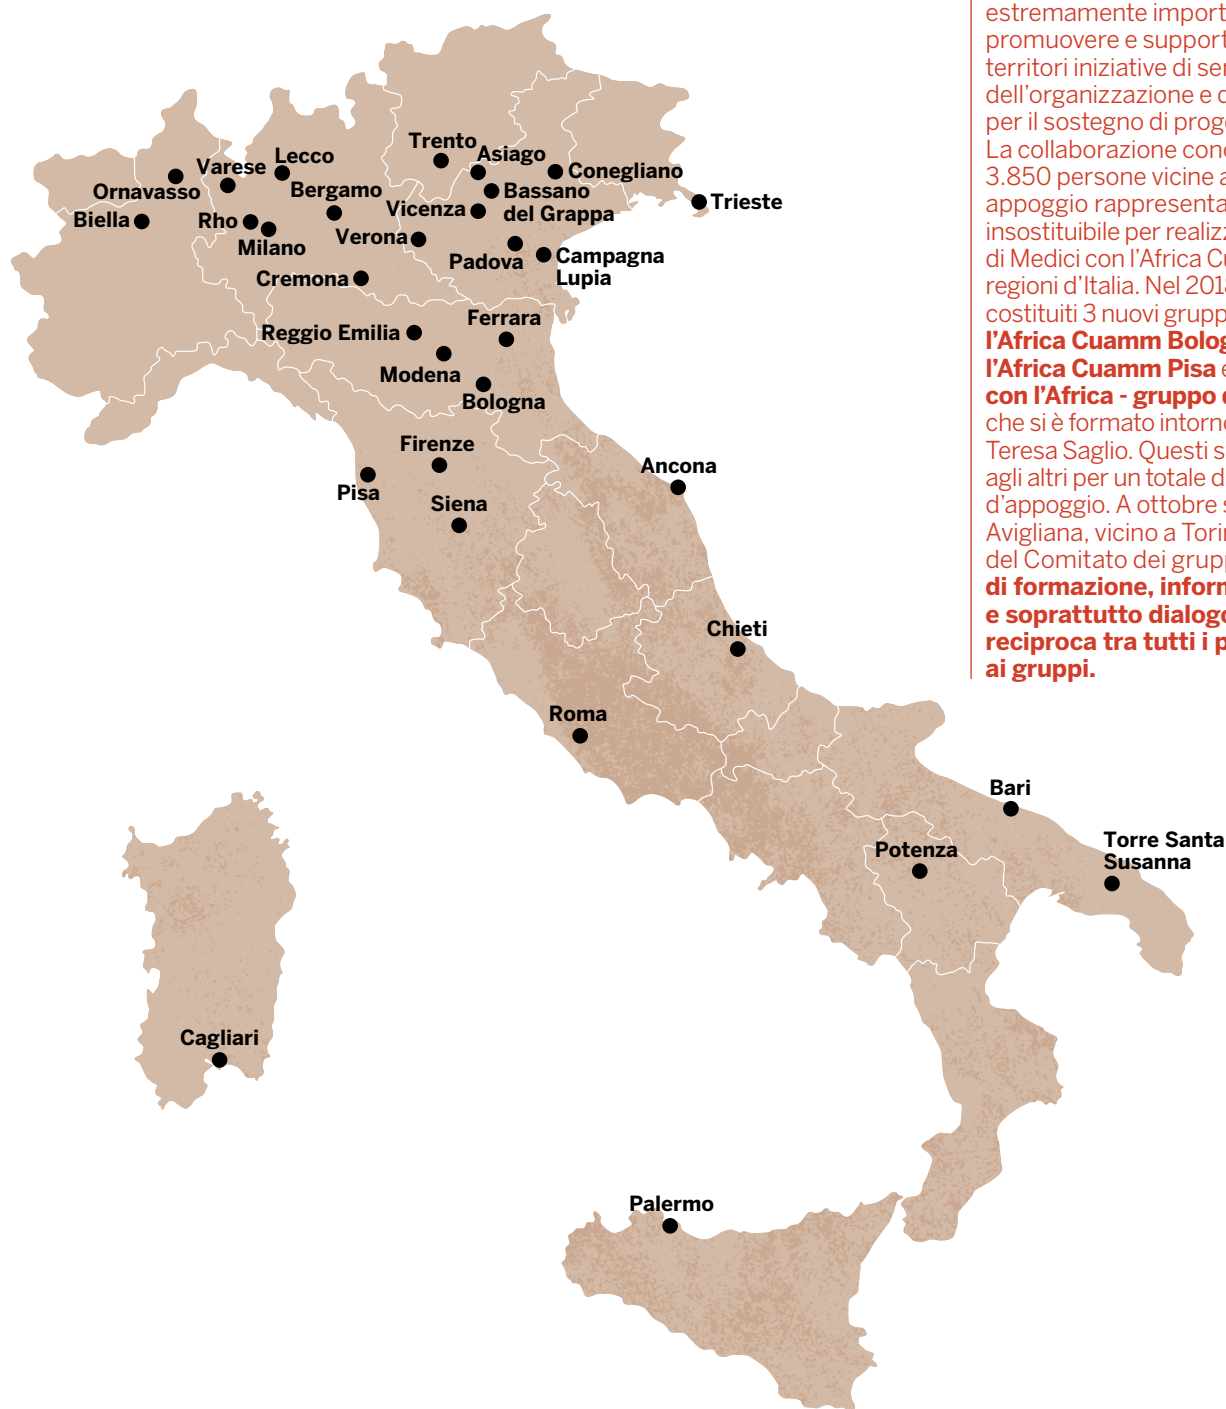 estremamente import
promuovere e support
territori iniziative di se
dell'organizzazione e
per il sostegno di proge
La collaborazione con
3.850 persone vicine a
appoggio rappresenta
insostituibile per realizz
di Medici con l'Africa Cu
regioni d'Italia. Nel 201
costituiti 3 nuovi grupp
l'Africa Cuamm Bolog
l'Africa Cuamm Pisa e
con l'Africa - gruppo
che si è formato intorno
Teresa Saglio. Questi s
agli altri per un totale d
d'appoggio. A ottobre s
Avigliana, vicino a Torin
del Comitato dei grupp
di formazione, inform
e soprattutto dialogo
reciproca tra tutti i p
ai gruppi.
Trento
Asiago
Conegliano
Lecco
Varese
Ornavasso
Bergamo
Bassano
del Grappa
Trieste
Biella
Rho
Vicenza
Milano
Verona
Padova
Campagna
Lupia
Cremona
Ferrara
Reggio Emilia
Modena
Bologna
Firenze
Pisa
Siena
Ancona
Chieti
Roma
Bari
Torre Santa
Susanna
Potenza
Cagliari
Palermo